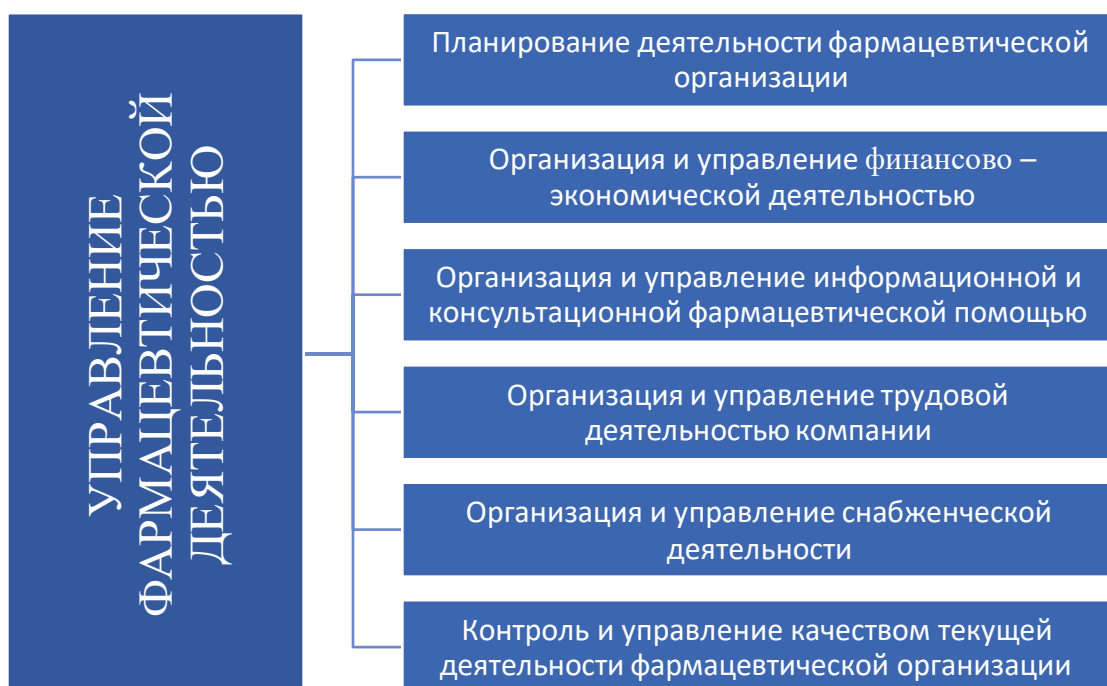 УПРАВЛЕНИЕ
ФАРМАЦЕВТИЧЕСКОЙ
ДЕЯТЕЛЬНОСТЬЮ
Планирование деятельности фармацевтической
организации
Организация и управление финансово –
экономической деятельностью
Организация и управление информационной и
консультационной фармацевтической помощью
Организация и управление трудовой
деятельностью компании
Организация и управление снабженческой
деятельности
Контроль и управление качеством текущей
деятельности фармацевтической организации